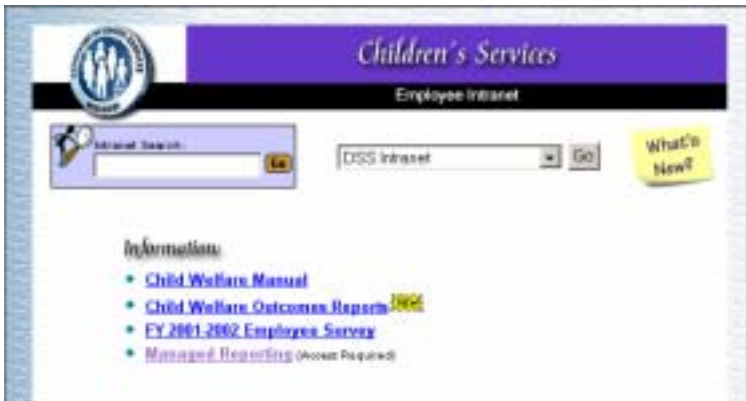 Children's Services
Employee Intranet
Intranet Search:
Go
DSS Intranet
Go
What's
New?
Information
Child Welfare Manual
Child Welfare Outcomes Reports
FY 2001-2002 Employee Survey
Managed Reporting (Access Required)